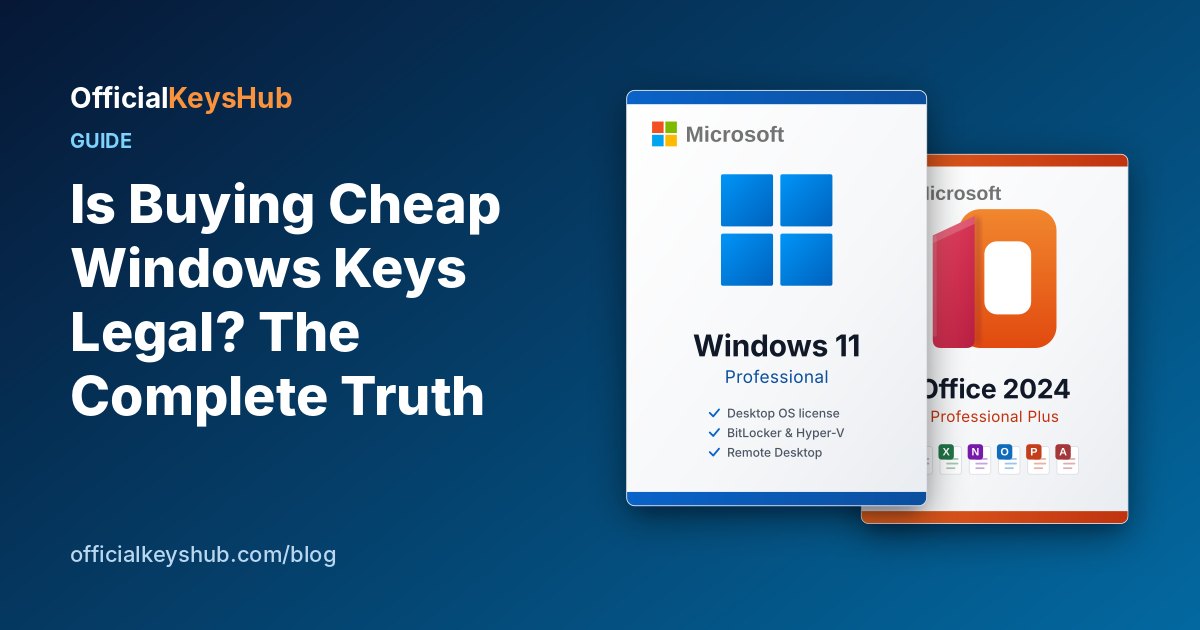 OfficialKeysHub
GUIDE
Is Buying Cheap
Windows Keys
Legal? The
Complete Truth
officialkeyshub.com/blog
Microsoft
Windows 11
Professional
Desktop OS license
BitLocker & Hyper-V
Remote Desktop
icrosoft
Office 2024
Professional Plus
X N O P A